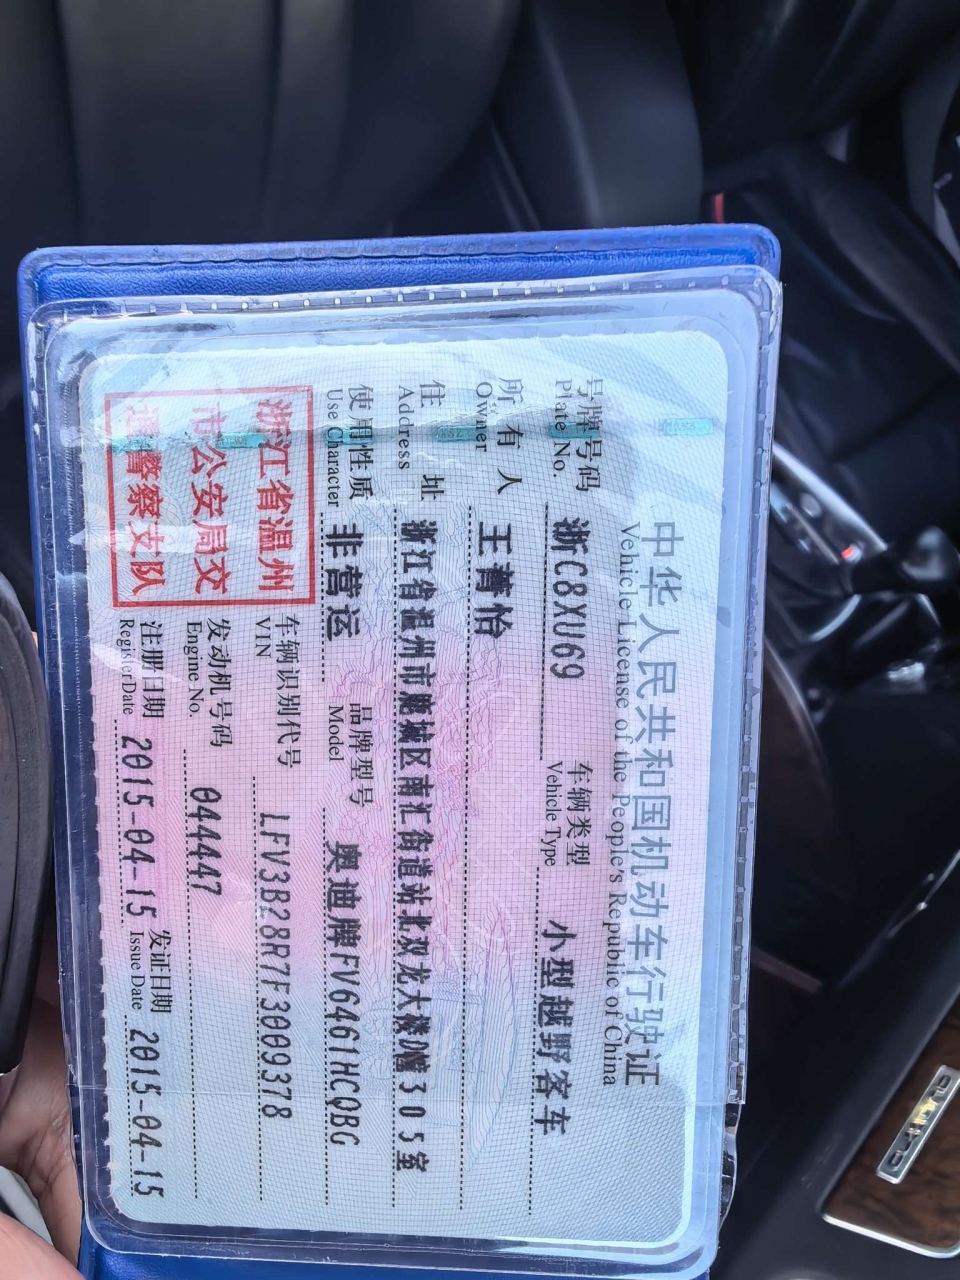 中华人民共和国机动车行驶证
Vehicle License of the People's Republic of China
号牌号码 浙C8XU69 车辆类型 小型越野客车
Plate No. Vehicle Type
所有人 王菁怡
Owner
住址 浙江省温州市鹿城区南汇街道站北双龙大楼 305室
Address
使用性质 非营运 品牌型号 奥迪牌FV6461HCQBG
Use Character Model
浙江省温州
市公安局交
通警察支队
车辆识别代号 LFV3B28R7F3009378
VIN
发动机号码 044447
Engine No.
注册日期 2015-04-15 发证日期 2015-04-15
Register Date Issue Date